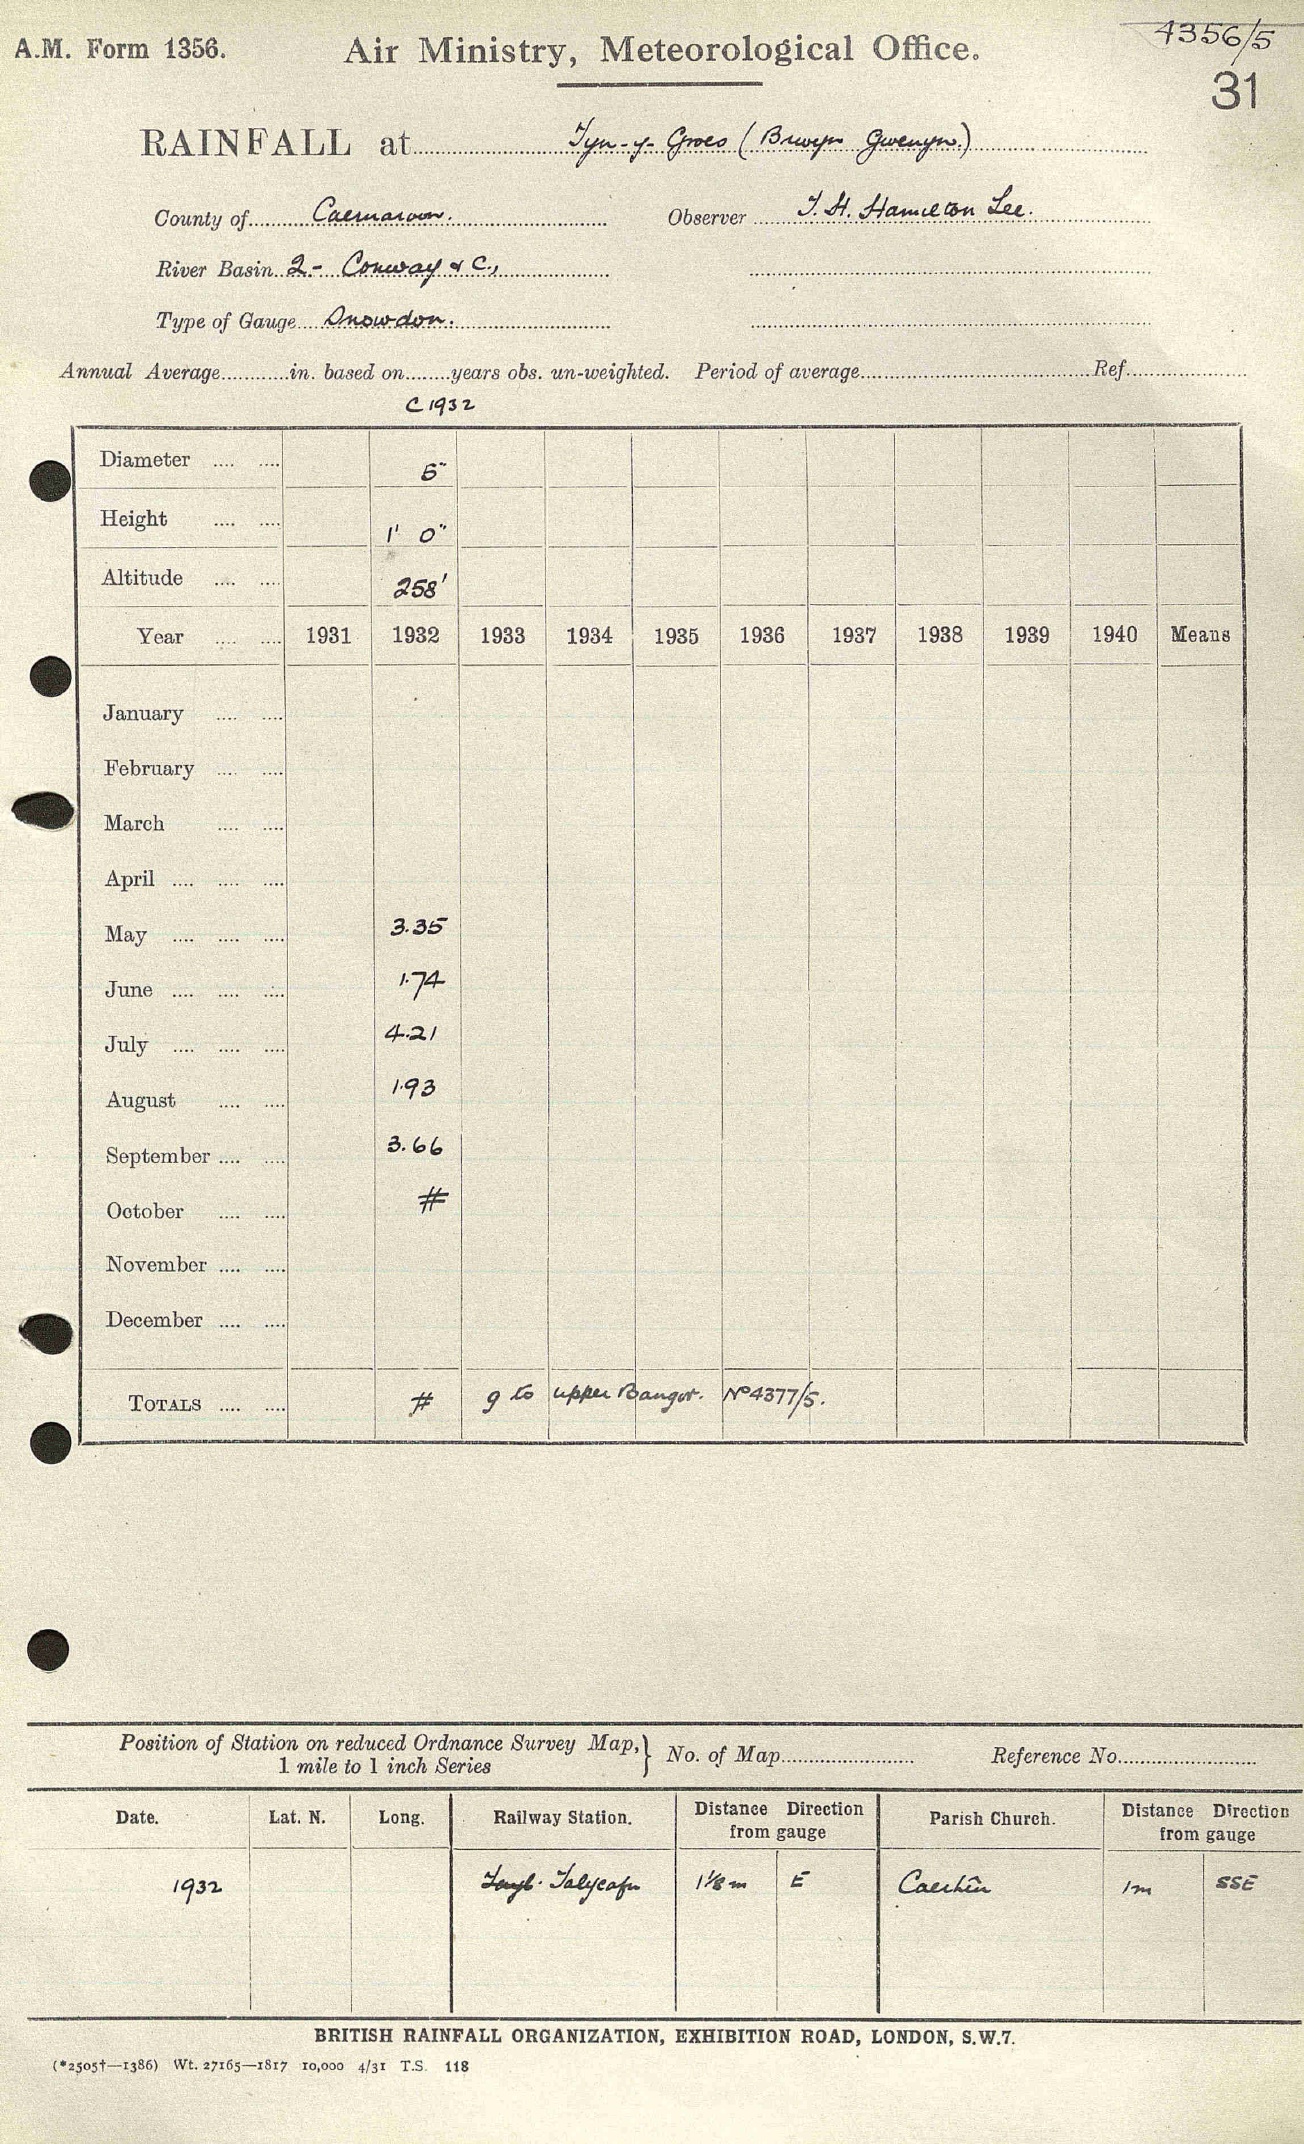 4356/5
A.M. Form 1356. Air Ministry, Meteorological Office.
31
RAINFALL at Tyn-y-Groes (Brwyn Gwenyn.)
County of Caernarvon. Observer T. H. Hamilton Lee.
River Basin 2.- Conway & C.,
Type of Gauge Snowdon.
Annual Average in. based on years obs. un-weighted. Period of average Ref
C 1932
Diameter 5"
Height 1' 0"
Altitude 258'
Year 1931 1932 1933 1934 1935 1936 1937 1938 1939 1940 Means
January
February
March
April
May 3.35
June 1.74
July 4.21
August 1.93
September 3.66
October #
November
December
TOTALS # g to upper Bangor. No 4377/5.
Position of Station on reduced Ordnance Survey Map, } No. of Map Reference No.
1 mile to 1 inch Series
Date. Lat. N. Long. Railway Station. Distance Direction Parish Church. Distance Direction
from gauge from gauge
1932 Talycafn 1⅛ m E Caerhûn 1m SSE
BRITISH RAINFALL ORGANIZATION, EXHIBITION ROAD, LONDON, S.W.7.
(*2505†—1386) Wt. 27165—1817 10,000 4/31 T.S. 118